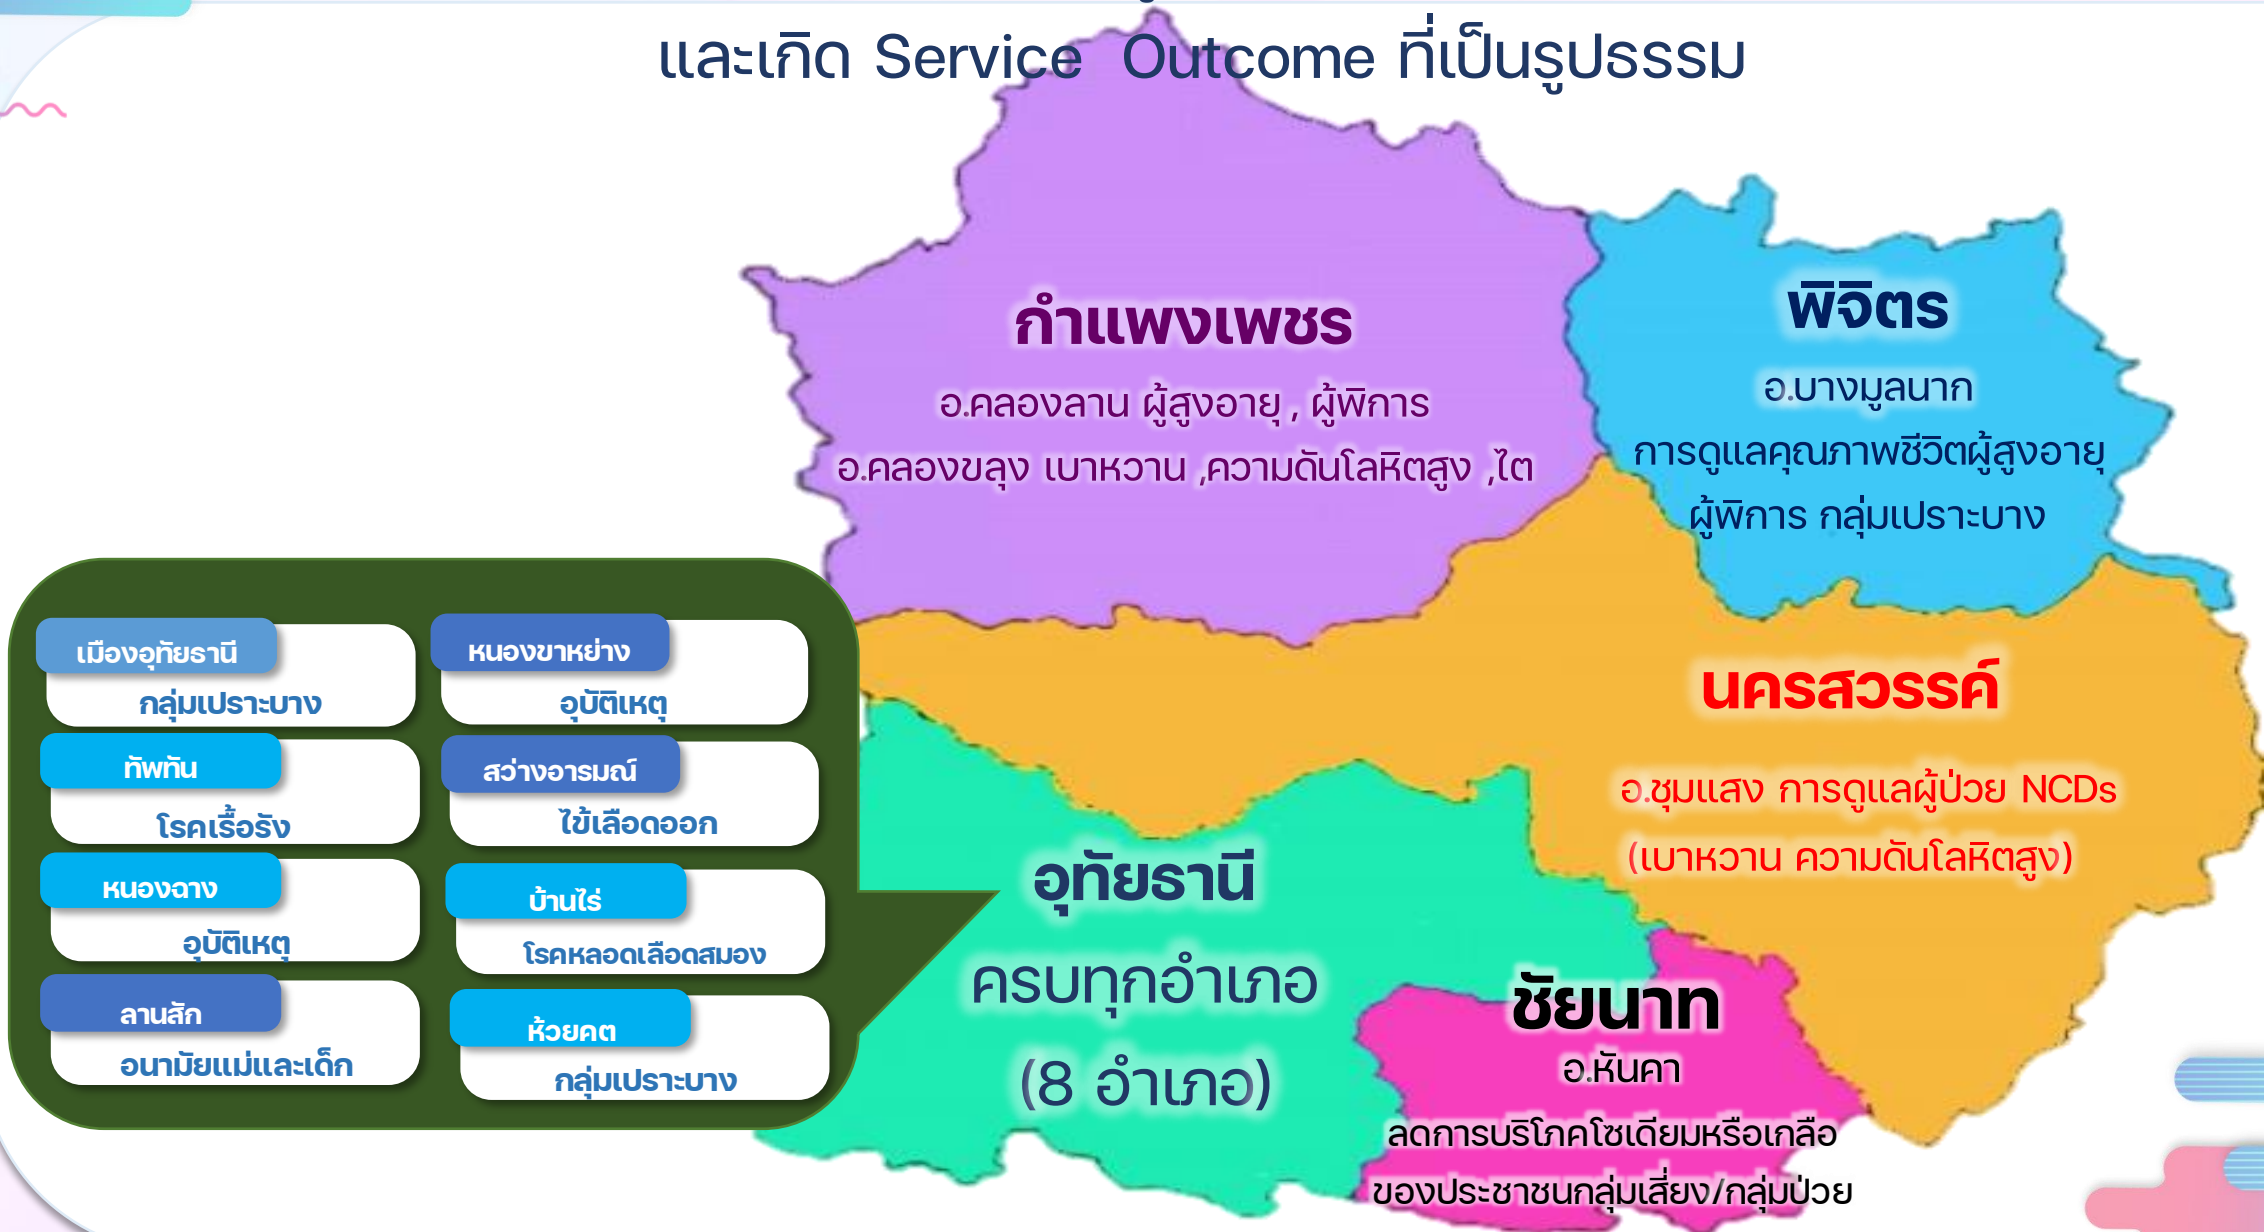 และเกิด Service Outcome ที่เป็นรูปธรรม
กำแพงเพชร
อ.คลองลาน ผู้สูงอายุ , ผู้พิการ
อ.คลองขลุง เบาหวาน ,ความดันโลหิตสูง ,ไต
พิจิตร
อ.บางมูลนาก
การดูแลคุณภาพชีวิตผู้สูงอายุ
ผู้พิการ กลุ่มเปราะบาง
เมืองอุทัยธานี
กลุ่มเปราะบาง
หนองขาหย่าง
อุบัติเหตุ
ทัพทัน
โรคเรื้อรัง
สว่างอารมณ์
ไข้เลือดออก
หนองฉาง
อุบัติเหตุ
บ้านไร่
โรคหลอดเลือดสมอง
ลานสัก
อนามัยแม่และเด็ก
ห้วยคต
กลุ่มเปราะบาง
นครสวรรค์
อ.ชุมแสง การดูแลผู้ป่วย NCDs
(เบาหวาน ความดันโลหิตสูง)
อุทัยธานี
ครบทุกอำเภอ
(8 อำเภอ)
ชัยนาท
อ.หันคา
ลดการบริโภคโซเดียมหรือเกลือ
ของประชาชนกลุ่มเสี่ยง/กลุ่มป่วย